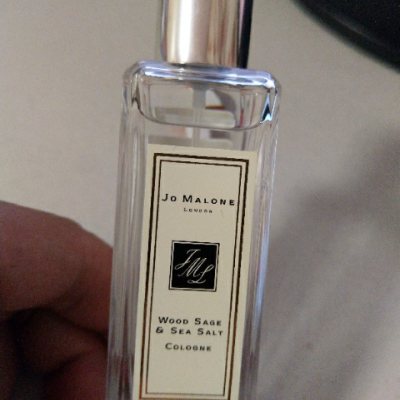 Jo Malone
London
JML
Wood Sage
& Sea Salt
Cologne